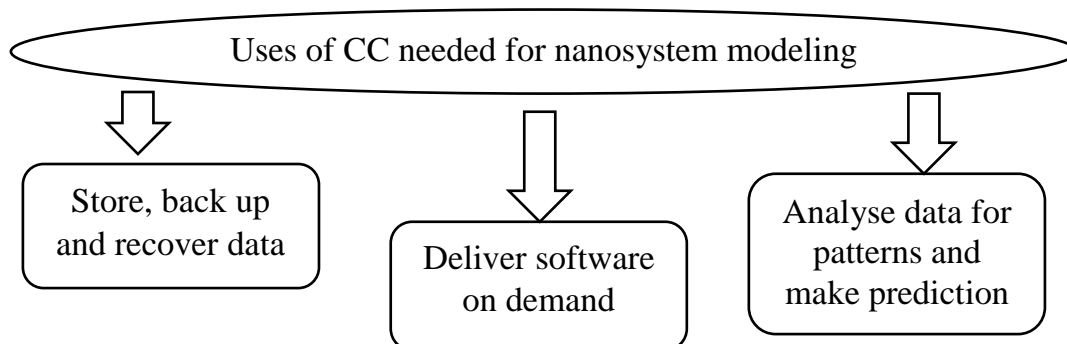 Uses of CC needed for nanosystem modeling
Store, back up
and recover data
Deliver software
on demand
Analyse data for
patterns and
make prediction